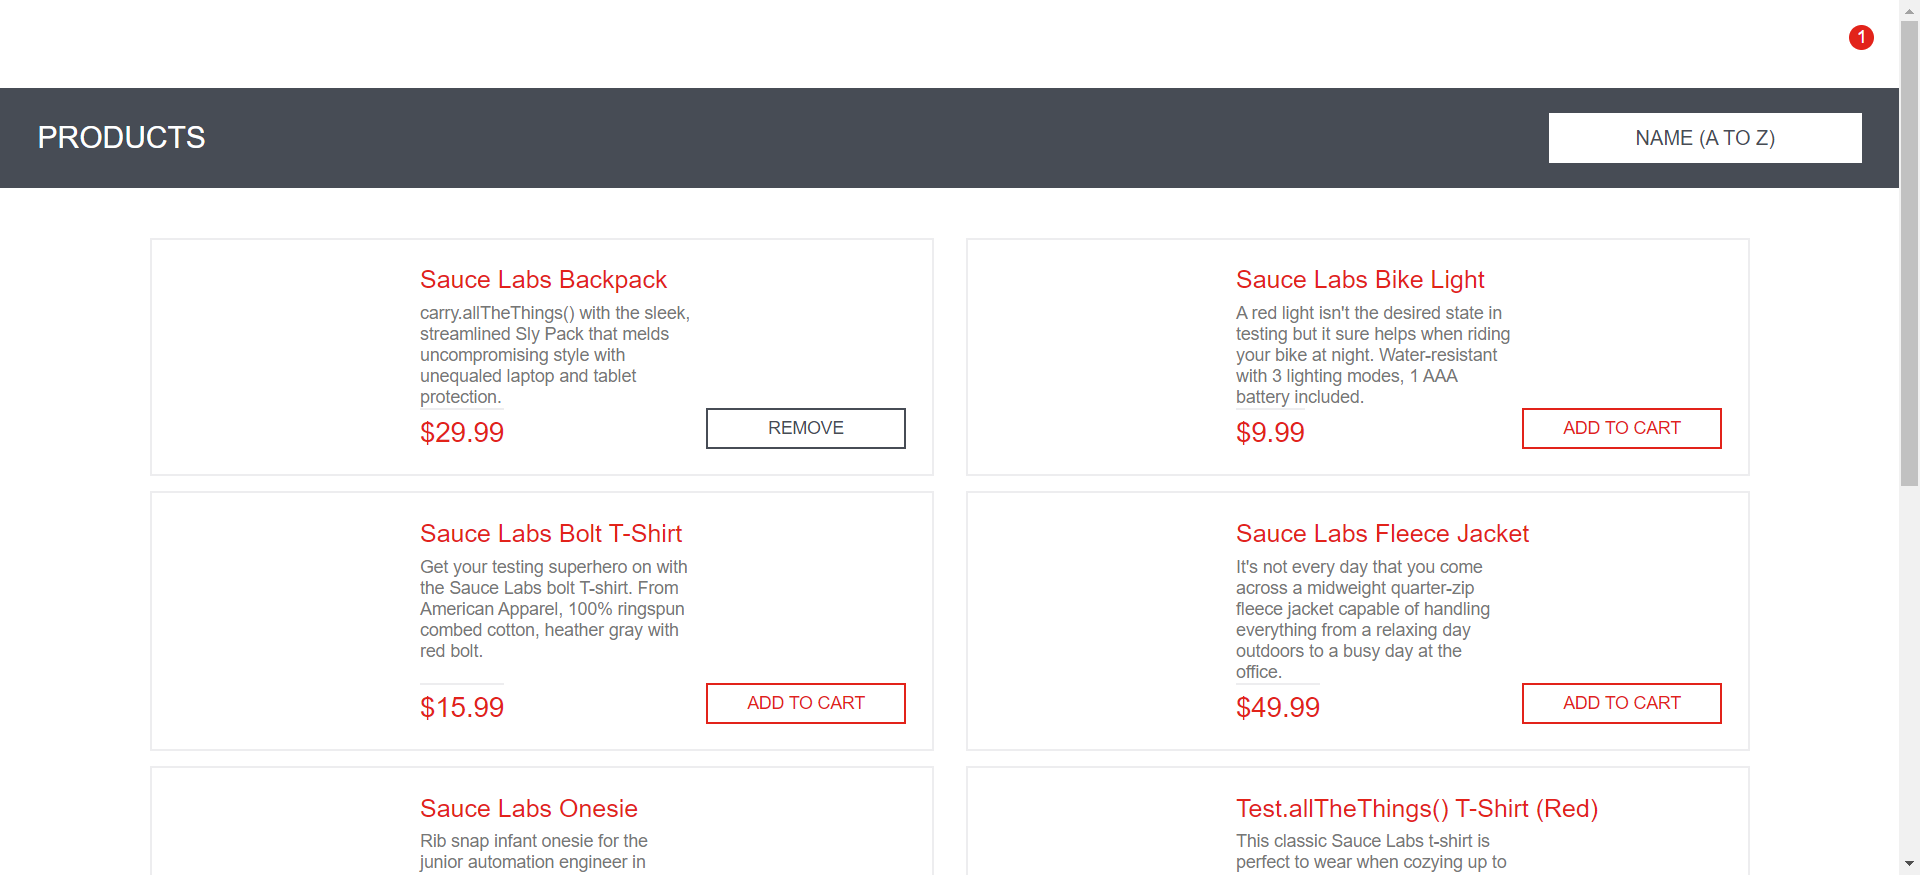 1
PRODUCTS
NAME (A TO Z)
Sauce Labs Backpack
carry.allTheThings() with the sleek,
streamlined Sly Pack that melds
uncompromising style with
unequaled laptop and tablet
protection.
$29.99
REMOVE
Sauce Labs Bike Light
A red light isn't the desired state in
testing but it sure helps when riding
your bike at night. Water-resistant
with 3 lighting modes, 1 AAA
battery included.
$9.99
ADD TO CART
Sauce Labs Bolt T-Shirt
Get your testing superhero on with
the Sauce Labs bolt T-shirt. From
American Apparel, 100% ringspun
combed cotton, heather gray with
red bolt.
$15.99
ADD TO CART
Sauce Labs Fleece Jacket
It's not every day that you come
across a midweight quarter-zip
fleece jacket capable of handling
everything from a relaxing day
outdoors to a busy day at the
office.
$49.99
ADD TO CART
Sauce Labs Onesie
Rib snap infant onesie for the
junior automation engineer in
Test.allTheThings() T-Shirt (Red)
This classic Sauce Labs t-shirt is
perfect to wear when cozying up to